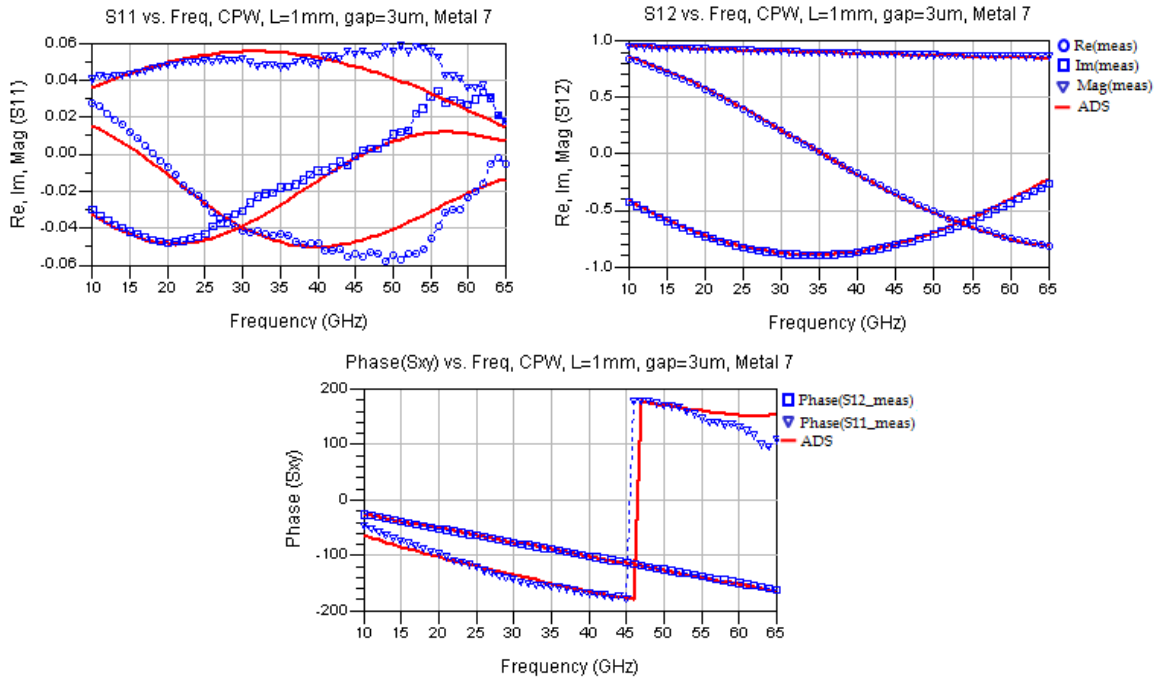 S11 vs. Freq, CPW, L=1mm, gap=3um, Metal 7
Re, Im, Mag (S11)
0.06
0.04
0.02
0.00
-0.02
-0.04
-0.06
10 15 20 25 30 35 40 45 50 55 60 65
Frequency (GHz)
S12 vs. Freq, CPW, L=1mm, gap=3um, Metal 7
Re, Im, Mag (S12)
1.0
0.5
0.0
-0.5
-1.0
10 15 20 25 30 35 40 45 50 55 60 65
Frequency (GHz)
Re(meas)
Im(meas)
Mag(meas)
ADS
Phase(Sxy) vs. Freq, CPW, L=1mm, gap=3um, Metal 7
Phase (Sxy)
200
100
0
-100
-200
10 15 20 25 30 35 40 45 50 55 60 65
Frequency (GHz)
Phase(S12_meas)
Phase(S11_meas)
ADS